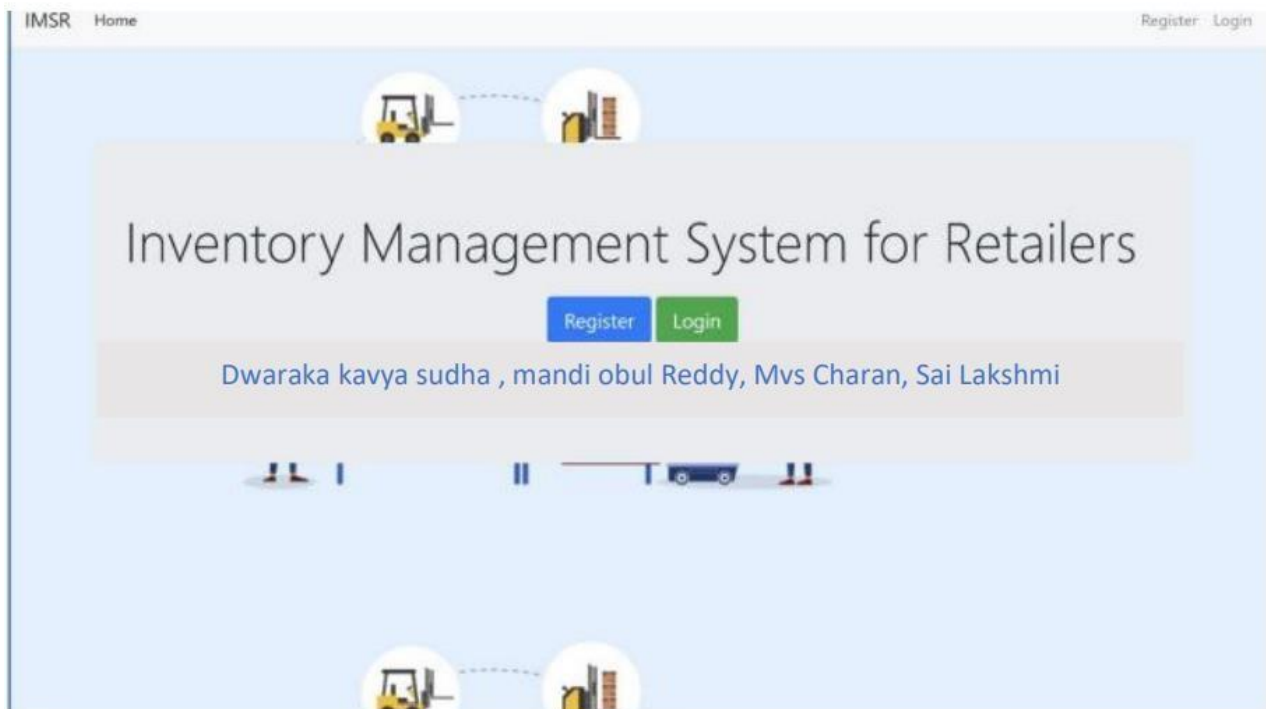 IMSR Home Register Login
Inventory Management System for Retailers
Register Login
Dwaraka kavya sudha , mandi obul Reddy, Mvs Charan, Sai Lakshmi